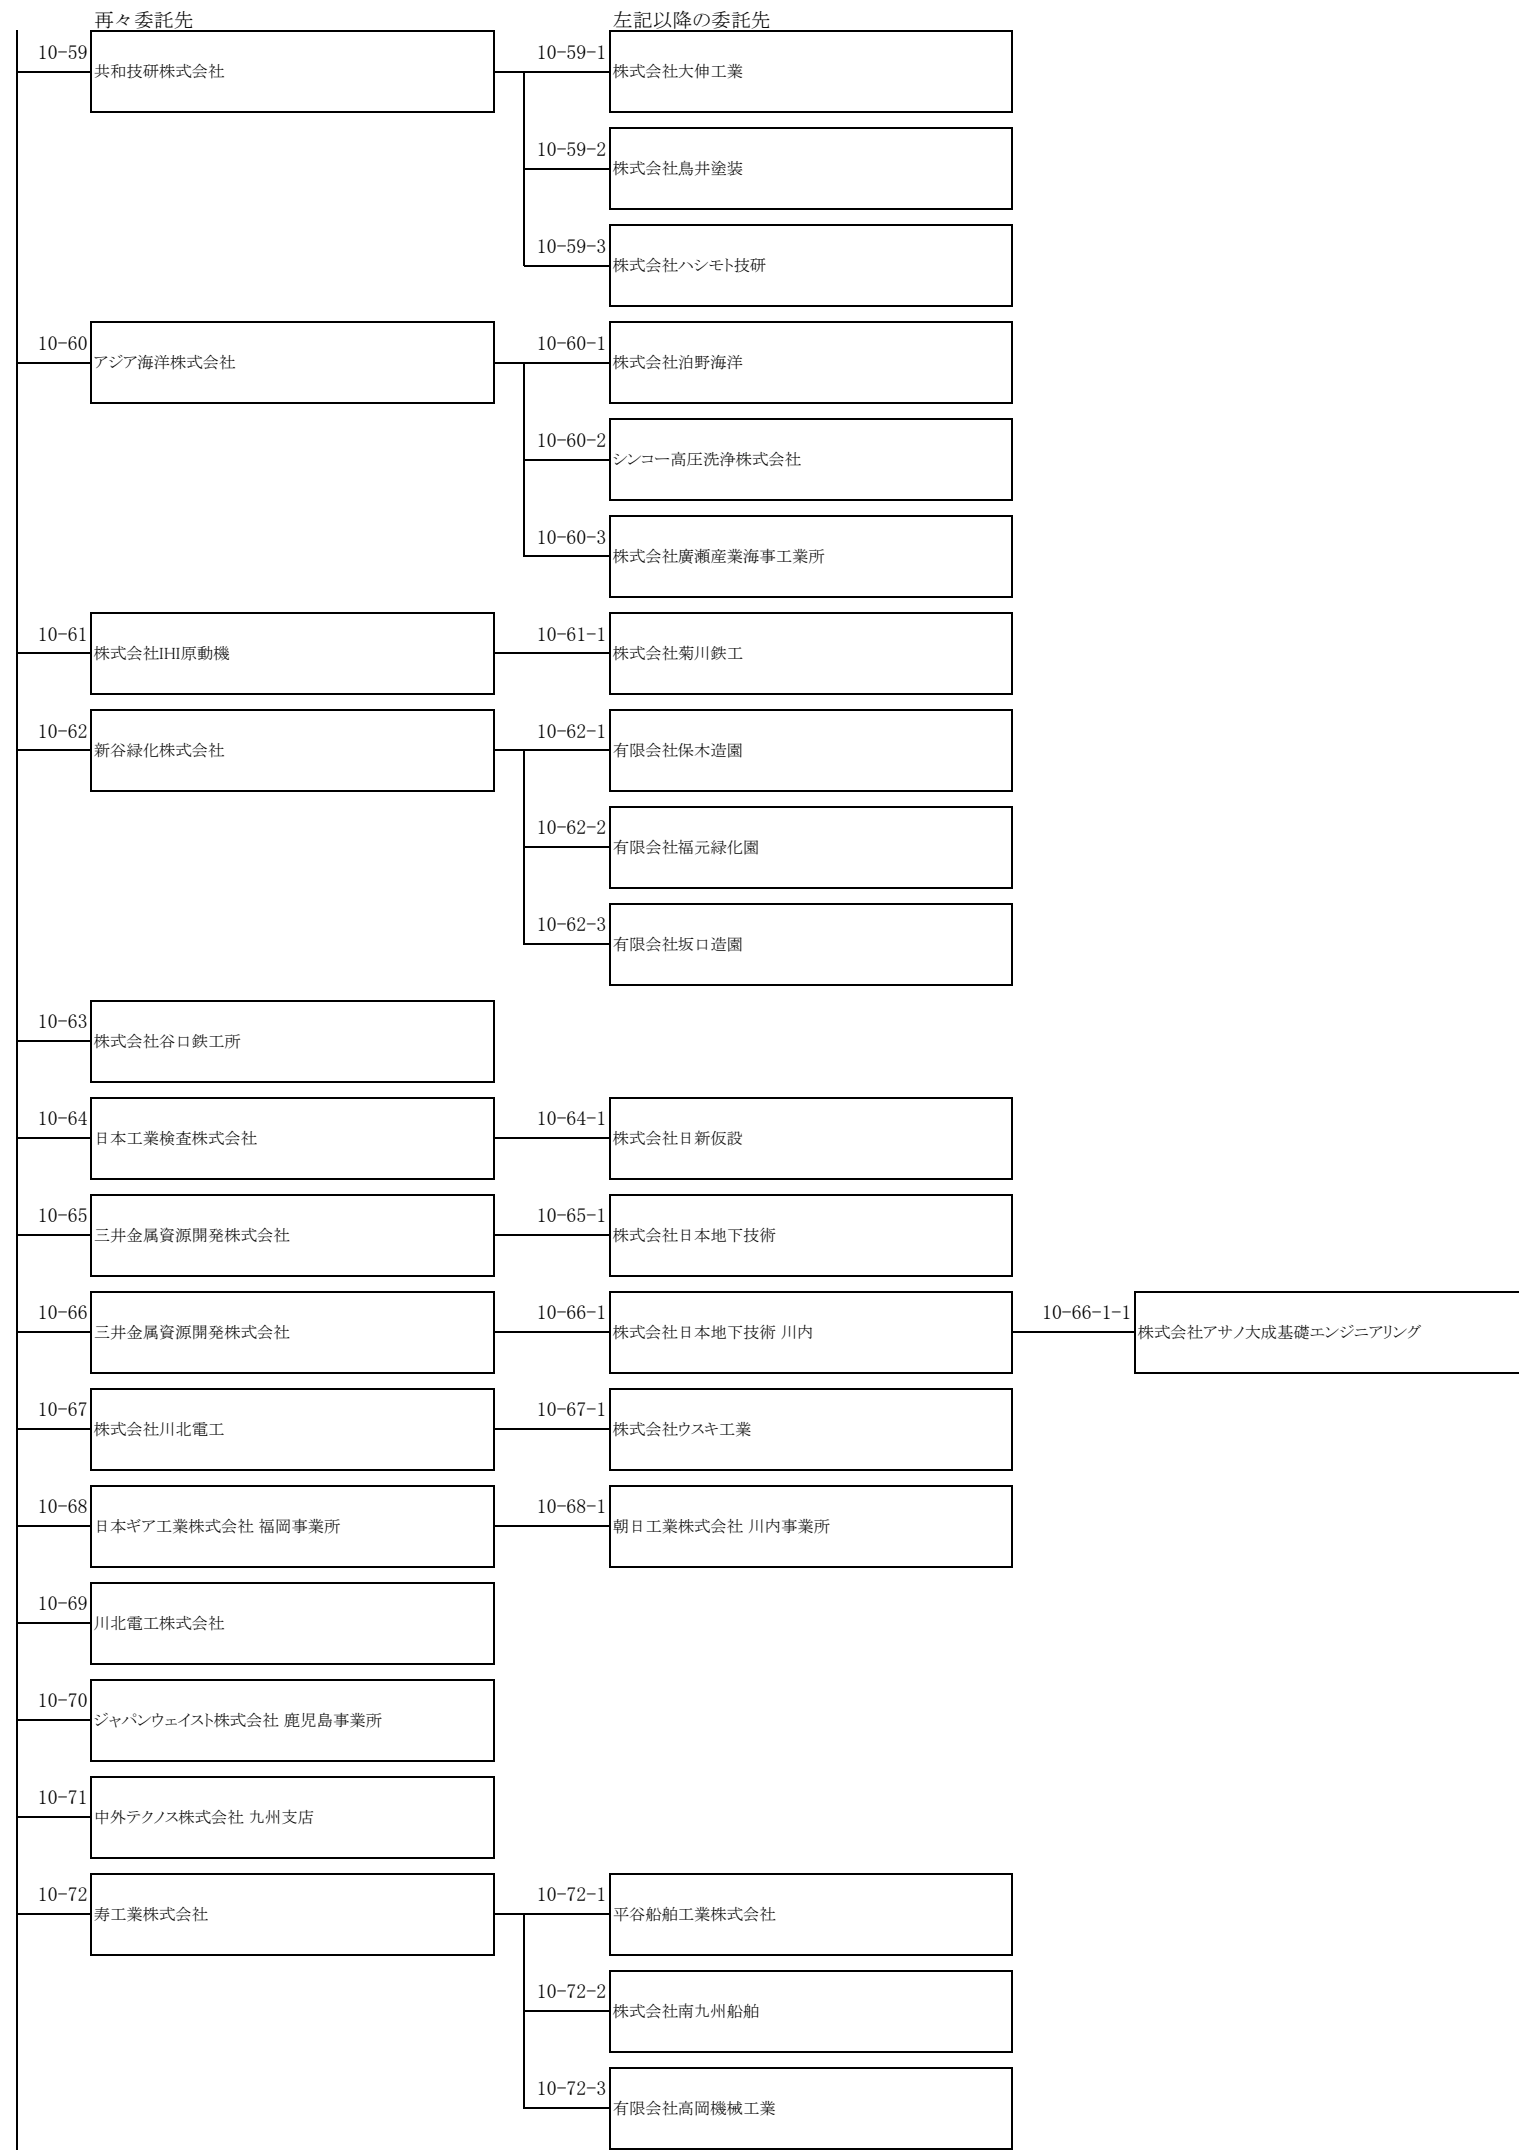 再々委託先
左記以降の委託先
10-59
共和技研株式会社
10-59-1
株式会社大伸工業
10-59-2
株式会社鳥井塗装
10-59-3
株式会社ハシモト技研
10-60
アジア海洋株式会社
10-60-1
株式会社泊野海洋
10-60-2
シンコー高圧洗浄株式会社
10-60-3
株式会社廣瀬産業海事工業所
10-61
株式会社IHI原動機
10-61-1
株式会社菊川鉄工
10-62
新谷緑化株式会社
10-62-1
有限会社保木造園
10-62-2
有限会社福元緑化園
10-62-3
有限会社坂口造園
10-63
株式会社谷口鉄工所
10-64
日本工業検査株式会社
10-64-1
株式会社日新仮設
10-65
三井金属資源開発株式会社
10-65-1
株式会社日本地下技術
10-66
三井金属資源開発株式会社
10-66-1
株式会社日本地下技術 川内
10-66-1-1
株式会社アサノ大成基礎エンジニアリング
10-67
株式会社川北電工
10-67-1
株式会社ウスキ工業
10-68
日本ギア工業株式会社 福岡事業所
10-68-1
朝日工業株式会社 川内事業所
10-69
川北電工株式会社
10-70
ジャパンウェイスト株式会社 鹿児島事業所
10-71
中外テクノス株式会社 九州支店
10-72
寿工業株式会社
10-72-1
平谷船舶工業株式会社
10-72-2
株式会社南九州船舶
10-72-3
有限会社高岡機械工業